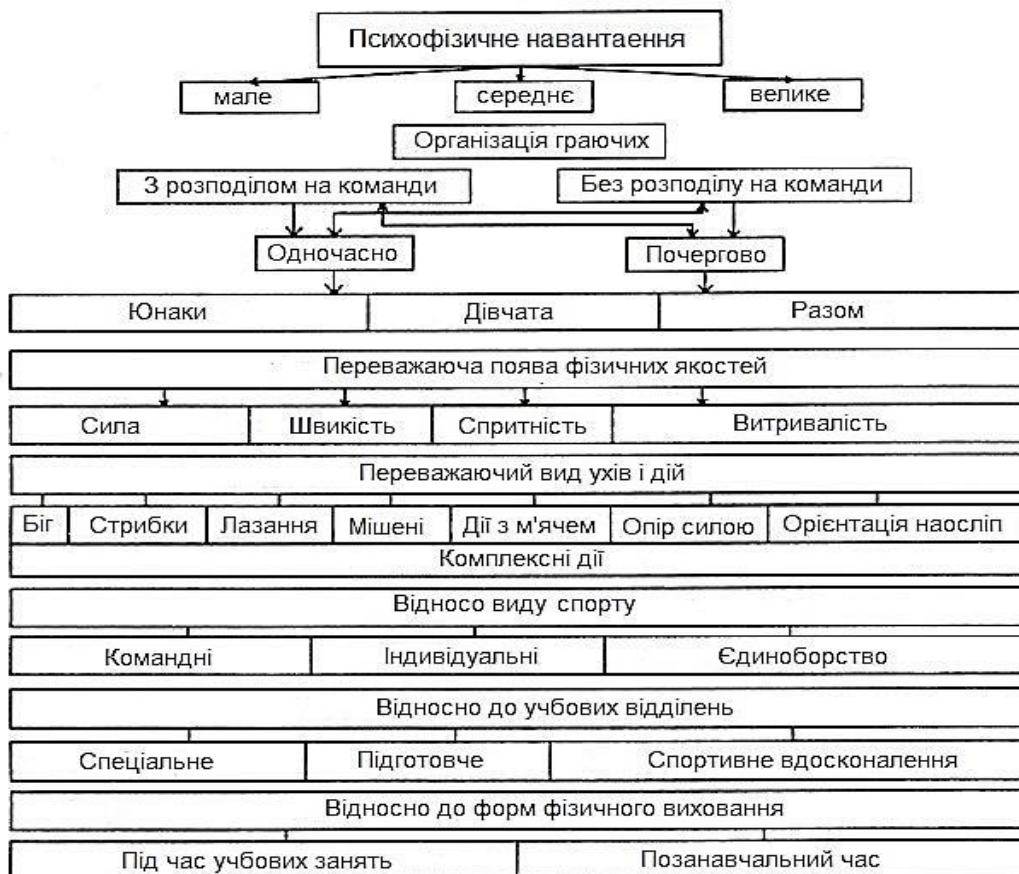 Психофізичне навантаення
мале середнє велике
Організація граючих
З розподілом на команди Без розподілу на команди
Одночасно Почергово
Юнаки Дівчата Разом
Переважаюча поява фізичних якостей
Сила Швикість Спритність Витривалість
Переважаючий вид ухів і дій
Біг Стрибки Лазання Мішені Дії з м'ячем Опір силою Орієнтація наосліп
Комплексні дії
Відносо виду спорту
Командні Індивідуальні Єдиноборство
Відносно до учбових відділень
Спеціальне Підготовче Спортивне вдосконалення
Відносно до форм фізичного виховання
Під час учбових занять Позанавчальний час